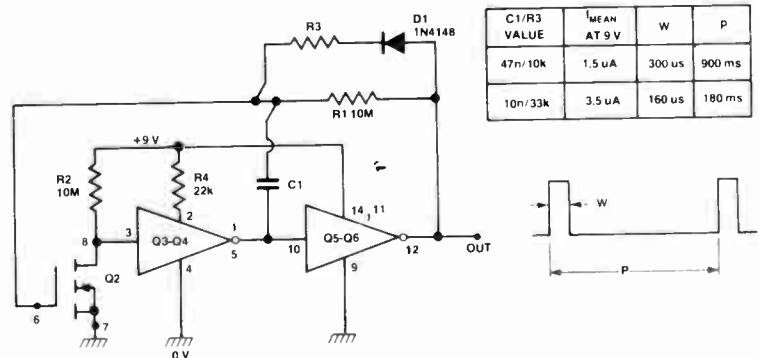 R3
D1
1N4148
R1 10M
+9 V
R2
10M
R4
22k
C1
2
14, 11
3
Q3-Q4
1
5
10
Q5-Q6
12
OUT
8
4
9
Q2
6
7
0 V
C1/R3 VALUE | IMEAN AT 9 V | W | P
47n/10k | 1.5 uA | 300 us | 900 ms
10n/33k | 3.5 uA | 160 us | 180 ms
W
P